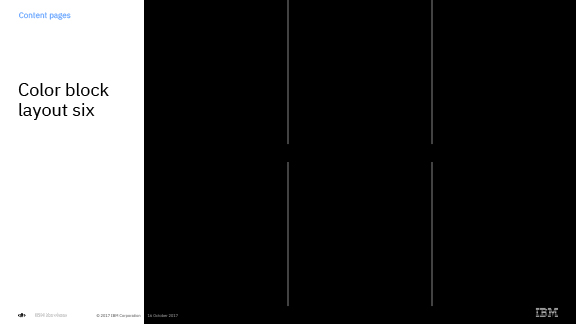 Content pages
Color block
layout six
© 2017 IBM Corporation
16 October 2017
IBM